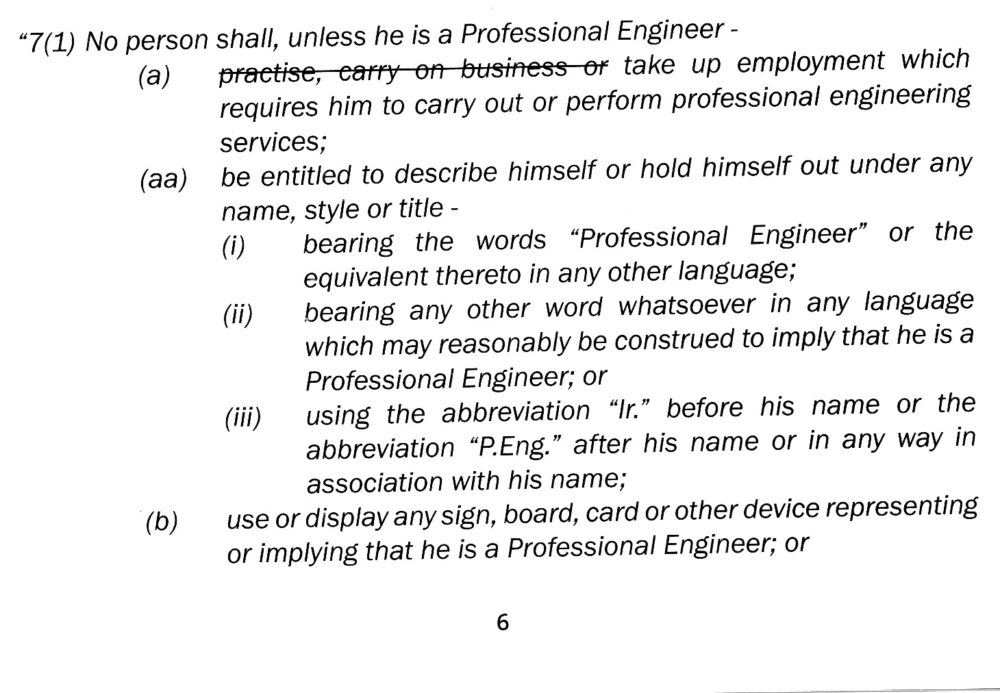 “7(1) No person shall, unless he is a Professional Engineer -
(a) practise, carry on business or take up employment which
requires him to carry out or perform professional engineering
services;
(aa) be entitled to describe himself or hold himself out under any
name, style or title -
(i) bearing the words “Professional Engineer” or the
equivalent thereto in any other language;
(ii) bearing any other word whatsoever in any language
which may reasonably be construed to imply that he is a
Professional Engineer; or
(iii) using the abbreviation “Ir.” before his name or the
abbreviation “P.Eng.” after his name or in any way in
association with his name;
(b) use or display any sign, board, card or other device representing
or implying that he is a Professional Engineer; or
6